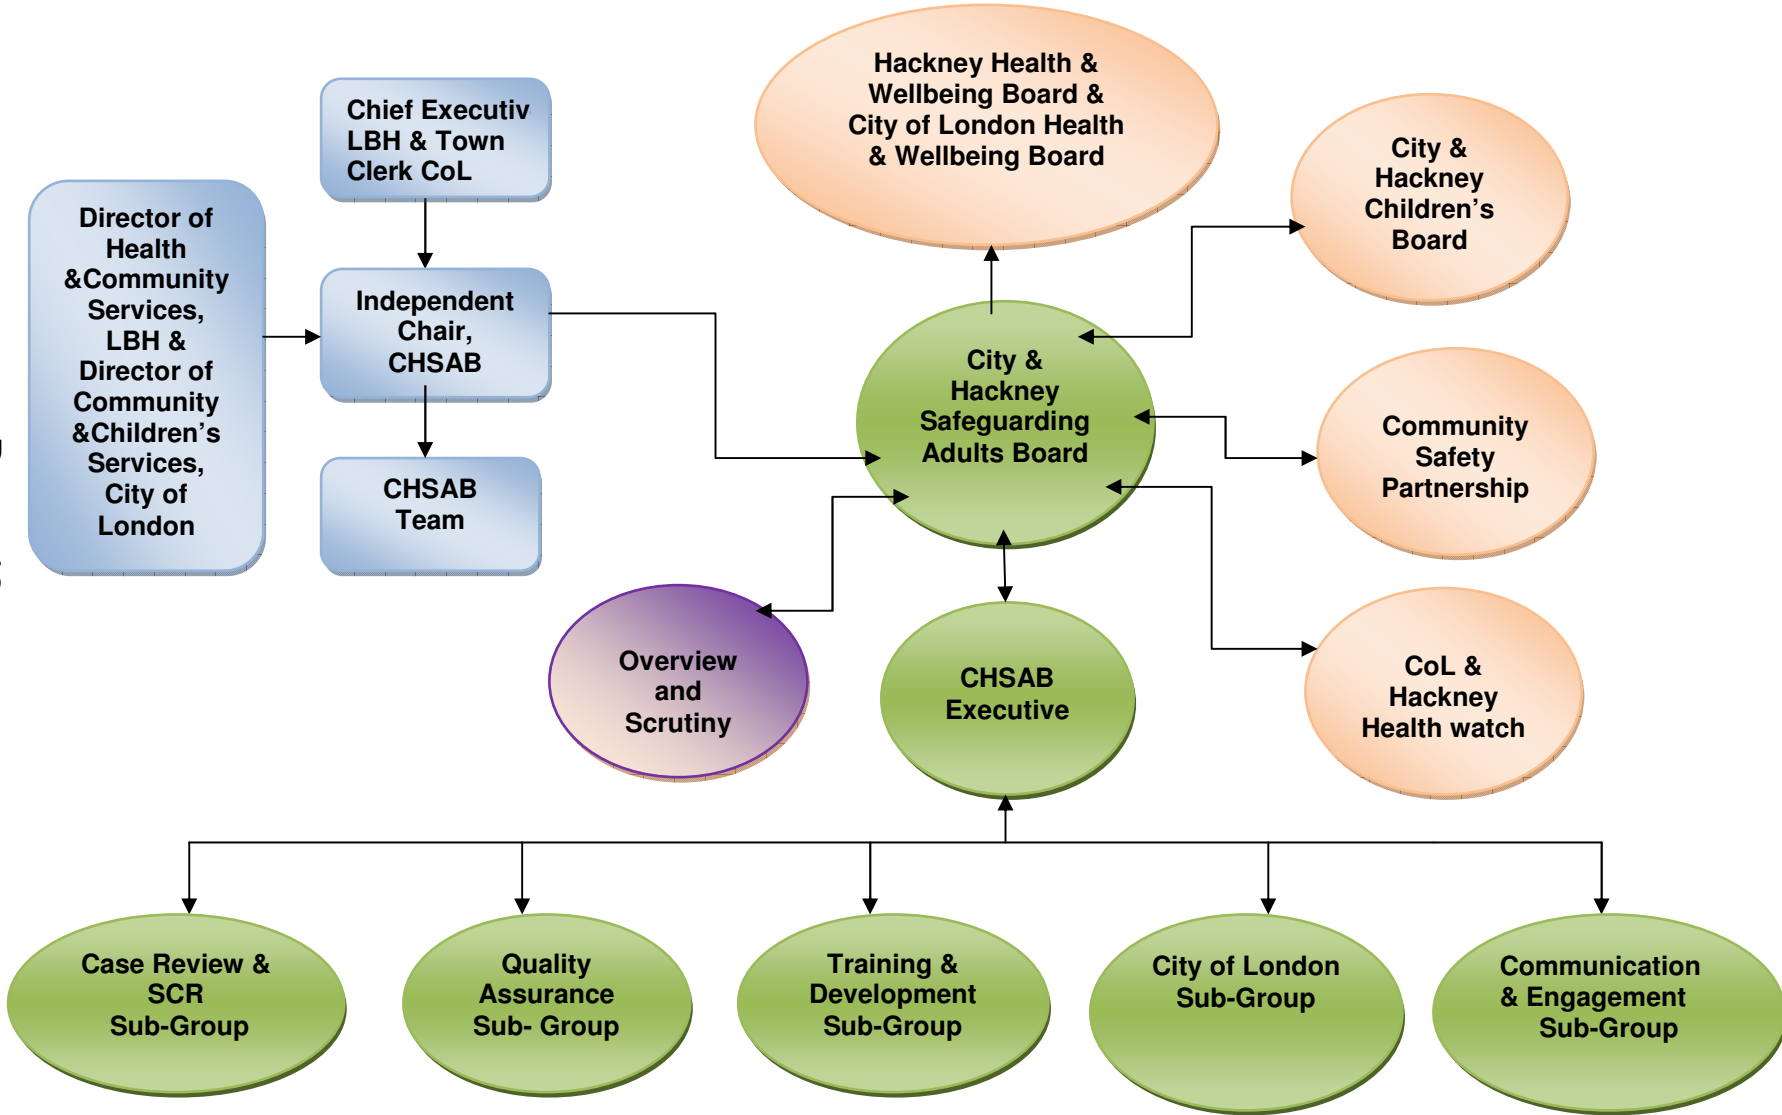 Chief Executiv
LBH & Town
Clerk CoL
Director of
Health
&Community
Services,
LBH &
Director of
Community
&Children's
Services,
City of
London
Independent
Chair,
CHSAB
CHSAB
Team
Hackney Health &
Wellbeing Board &
City of London Health
& Wellbeing Board
City &
Hackney
Children’s
Board
City &
Hackney
Safeguarding
Adults Board
Community
Safety
Partnership
Overview
and
Scrutiny
CHSAB
Executive
CoL &
Hackney
Health watch
Case Review &
SCR
Sub-Group
Quality
Assurance
Sub- Group
Training &
Development
Sub-Group
City of London
Sub-Group
Communication
& Engagement
Sub-Group